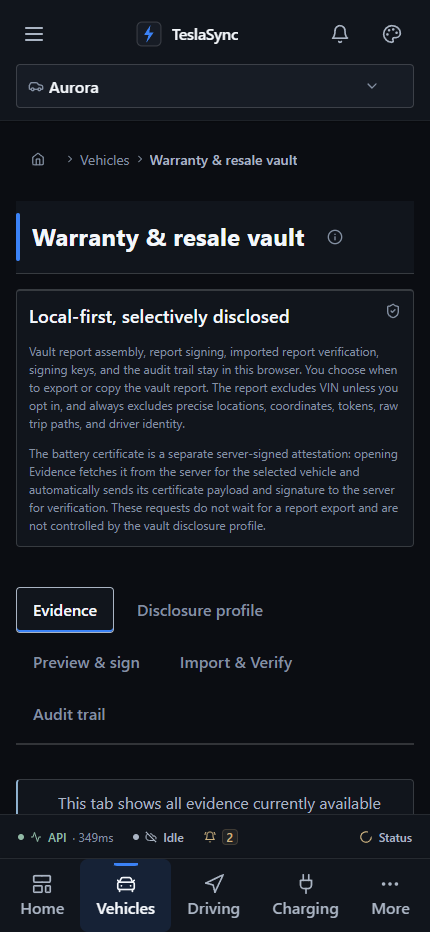 TeslaSync
Aurora
Vehicles
Warranty & resale vault
Warranty & resale vault
Local-first, selectively disclosed
Vault report assembly, report signing, imported report verification,
signing keys, and the audit trail stay in this browser. You choose when
to export or copy the vault report. The report excludes VIN unless you
opt in, and always excludes precise locations, coordinates, tokens, raw
trip paths, and driver identity.
The battery certificate is a separate server-signed attestation: opening
Evidence fetches it from the server for the selected vehicle and
automatically sends its certificate payload and signature to the server
for verification. These requests do not wait for a report export and are
not controlled by the vault disclosure profile.
Evidence
Disclosure profile
Preview & sign
Import & Verify
Audit trail
This tab shows all evidence currently available
API · 349ms
Idle
2
Status
Home
Vehicles
Driving
Charging
More